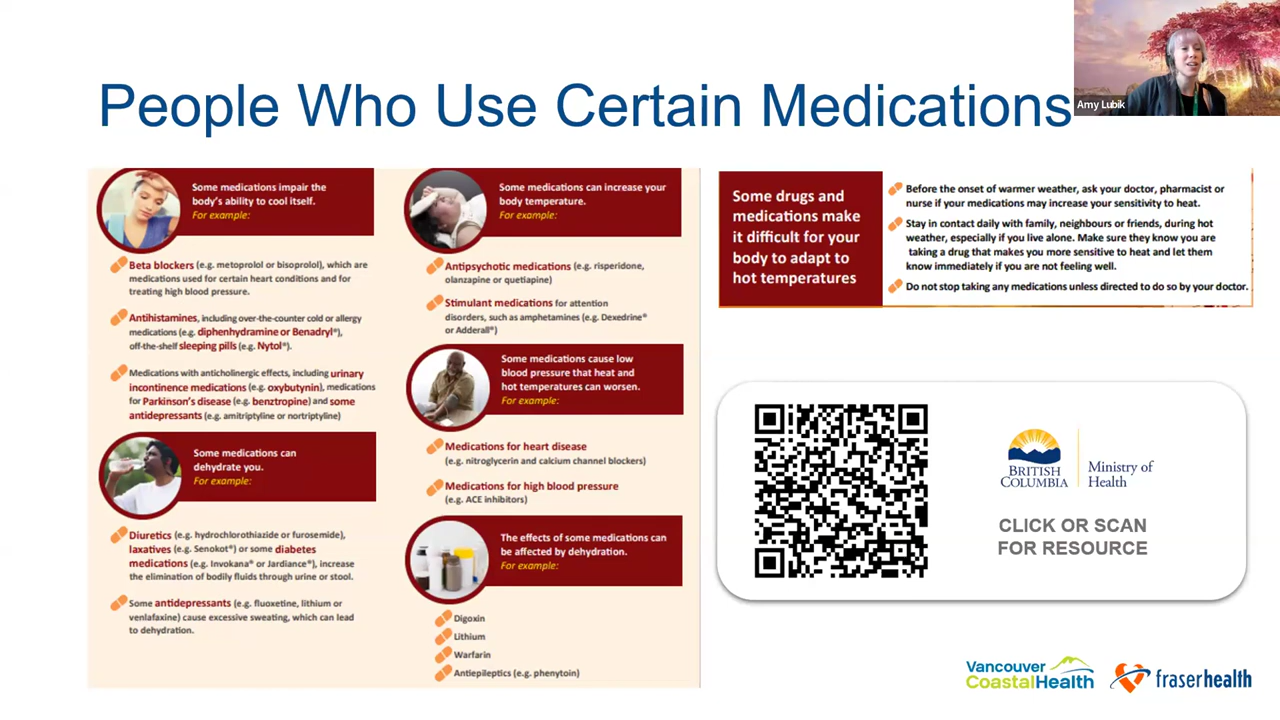 People Who Use Certain Medications
Amy Lubik
Some medications impair the
body's ability to cool itself.
For example:
Beta blockers (e.g. metoprolol or bisoprolol), which are
medications used for certain heart conditions and for
treating high blood pressure.
Antihistamines, including over-the-counter cold or allergy
medications (e.g. diphenhydramine or Benadryl®),
off-the-shelf sleeping pills (e.g. Nytol®).
Medications with anticholinergic effects, including urinary
incontinence medications (e.g. oxybutynin), medications
for Parkinson's disease (e.g. benztropine) and some
antidepressants (e.g. amitriptyline or nortriptyline)
Some medications can
dehydrate you.
For example:
Diuretics (e.g. hydrochlorothiazide or furosemide),
laxatives (e.g. Senokot®) or some diabetes
medications (e.g. Invokana® or Jardiance®), increase
the elimination of bodily fluids through urine or stool.
Some antidepressants (e.g. fluoxetine, lithium or
venlafaxine) cause excessive sweating, which can lead
to dehydration.
Some medications can increase your
body temperature.
For example:
Antipsychotic medications (e.g. risperidone,
olanzapine or quetiapine)
Stimulant medications for attention
disorders, such as amphetamines (e.g. Dexedrine®
or Adderall®)
Some medications cause low
blood pressure that heat and
hot temperatures can worsen.
For example:
Medications for heart disease
(e.g. nitroglycerin and calcium channel blockers)
Medications for high blood pressure
(e.g. ACE inhibitors)
The effects of some medications can
be affected by dehydration.
For example:
Digoxin
Lithium
Warfarin
Antiepileptics (e.g. phenytoin)
Some drugs and
medications make
it difficult for your
body to adapt to
hot temperatures
Before the onset of warmer weather, ask your doctor, pharmacist or
nurse if your medications may increase your sensitivity to heat.
Stay in contact daily with family, neighbours or friends, during hot
weather, especially if you live alone. Make sure they know you are
taking a drug that makes you more sensitive to heat and let them
know immediately if you are not feeling well.
Do not stop taking any medications unless directed to do so by your doctor.
BRITISH
COLUMBIA
Ministry of
Health
CLICK OR SCAN
FOR RESOURCE
Vancouver
CoastalHealth
fraserhealth